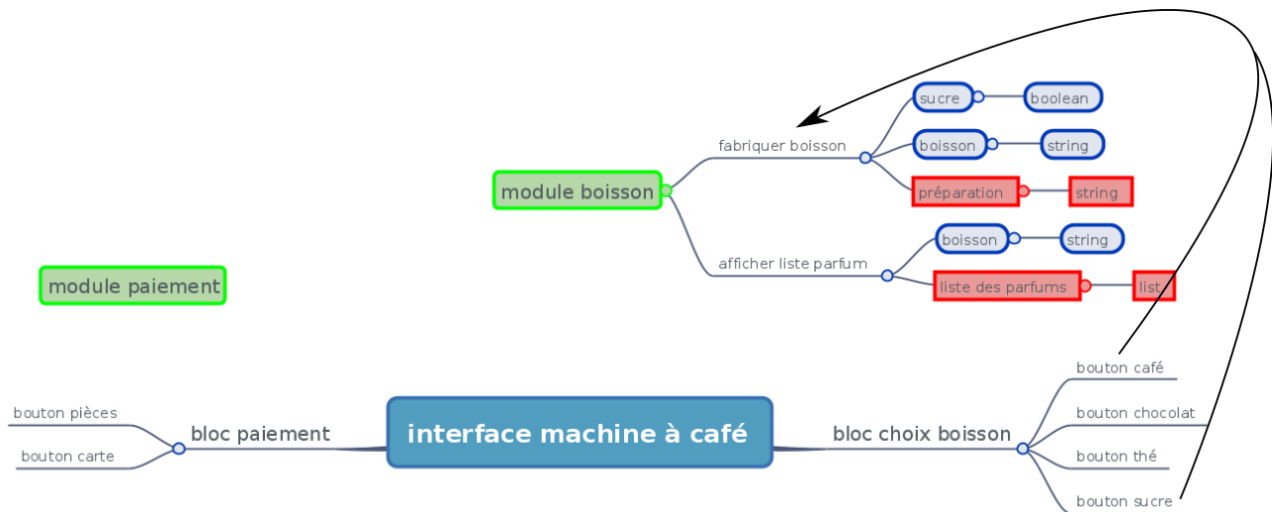 sucre
boolean
fabriquer boisson
boisson
string
module boisson
préparation
string
boisson
string
afficher liste parfum
module paiement
liste des parfums
list
bouton café
bouton pièces
bloc paiement
interface machine à café
bloc choix boisson
bouton chocolat
bouton carte
bouton thé
bouton sucre